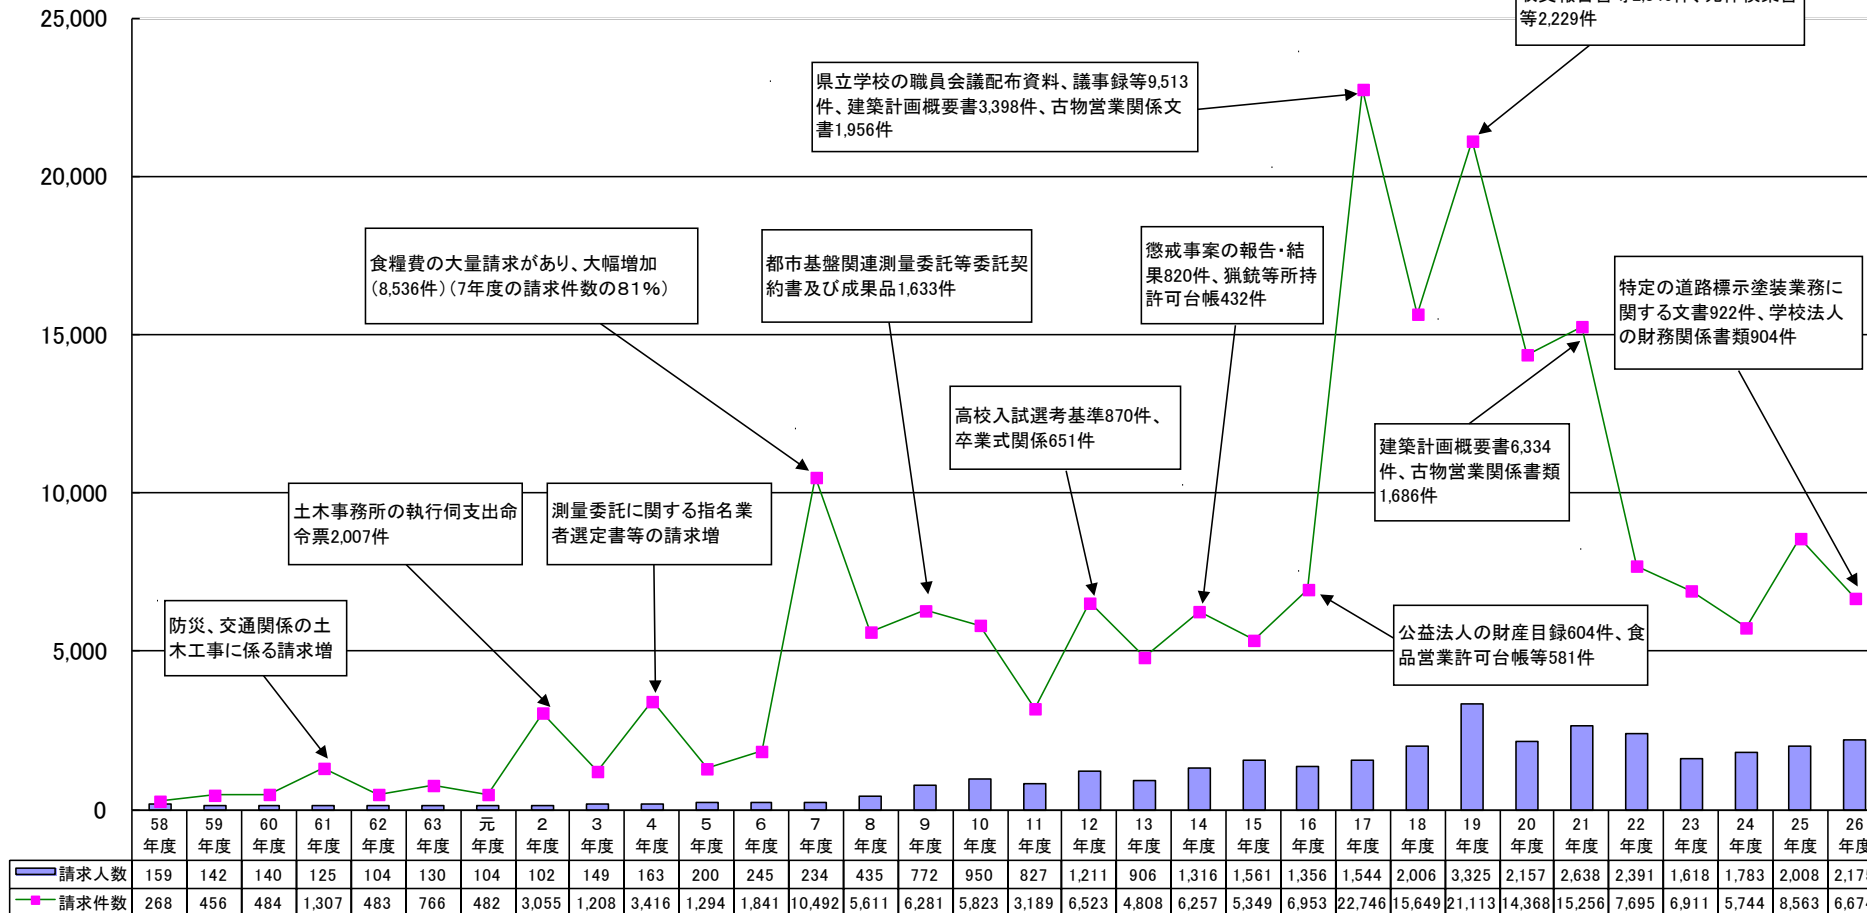 等2,229件
25,000
20,000
15,000
10,000
5,000
0
県立学校の職員会議配布資料、議事録等9,513
件、建築計画概要書3,398件、古物営業関係文
書1,956件
食糧費の大量請求があり、大幅増加
(8,536件)(7年度の請求件数の81%)
都市基盤関連測量委託等委託契
約書及び成果品1,633件
懲戒事案の報告・結
果820件、猟銃等所持
許可台帳432件
特定の道路標示塗装業務に
関する文書922件、学校法人
の財務関係書類904件
高校入試選考基準870件、
卒業式関係651件
建築計画概要書6,334
件、古物営業関係書類
1,686件
土木事務所の執行伺支出命
令票2,007件
測量委託に関する指名業
者選定書等の請求増
防災、交通関係の土
木工事に係る請求増
公益法人の財産目録604件、食
品営業許可台帳等581件
58 59 60 61 62 63 元 2 3 4 5 6 7 8 9 10 11 12 13 14 15 16 17 18 19 20 21 22 23 24 25 26
年度 年度 年度 年度 年度 年度 年度 年度 年度 年度 年度 年度 年度 年度 年度 年度 年度 年度 年度 年度 年度 年度 年度 年度 年度 年度 年度 年度 年度 年度 年度 年度
請求人数 159 142 140 125 104 130 104 102 149 163 200 245 234 435 772 950 827 1,211 906 1,316 1,561 1,356 1,544 2,006 3,325 2,157 2,638 2,391 1,618 1,783 2,008 2,175
請求件数 268 456 484 1,307 483 766 482 3,055 1,208 3,416 1,294 1,841 10,492 5,611 6,281 5,823 3,189 6,523 4,808 6,257 5,349 6,953 22,746 15,649 21,113 14,368 15,256 7,695 6,911 5,744 8,563 6,674